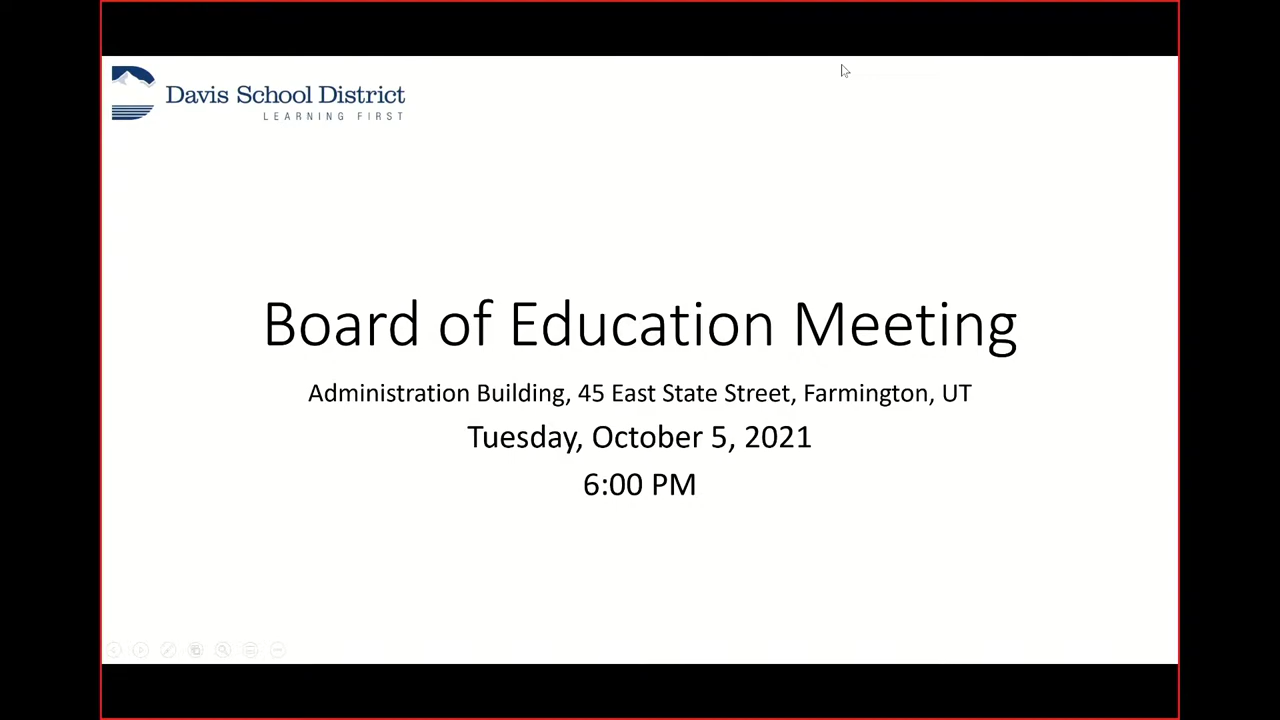 Davis School District
LEARNING FIRST
Board of Education Meeting
Administration Building, 45 East State Street, Farmington, UT
Tuesday, October 5, 2021
6:00 PM